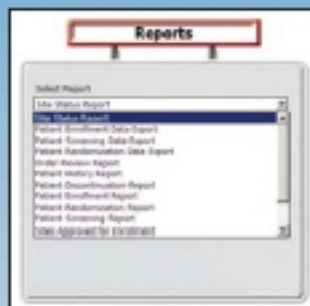 Reports
Select Report
Site Status Report
Site Status Report
Patient Enrollment Data Export
Patient Screening Data Export
Patient Randomization Data Export
Order Review Report
Patient History Report
Patient Discontinuation Report
Patient Enrollment Report
Patient Randomization Report
Patient Screening Report
Sites Approved for Enrollment